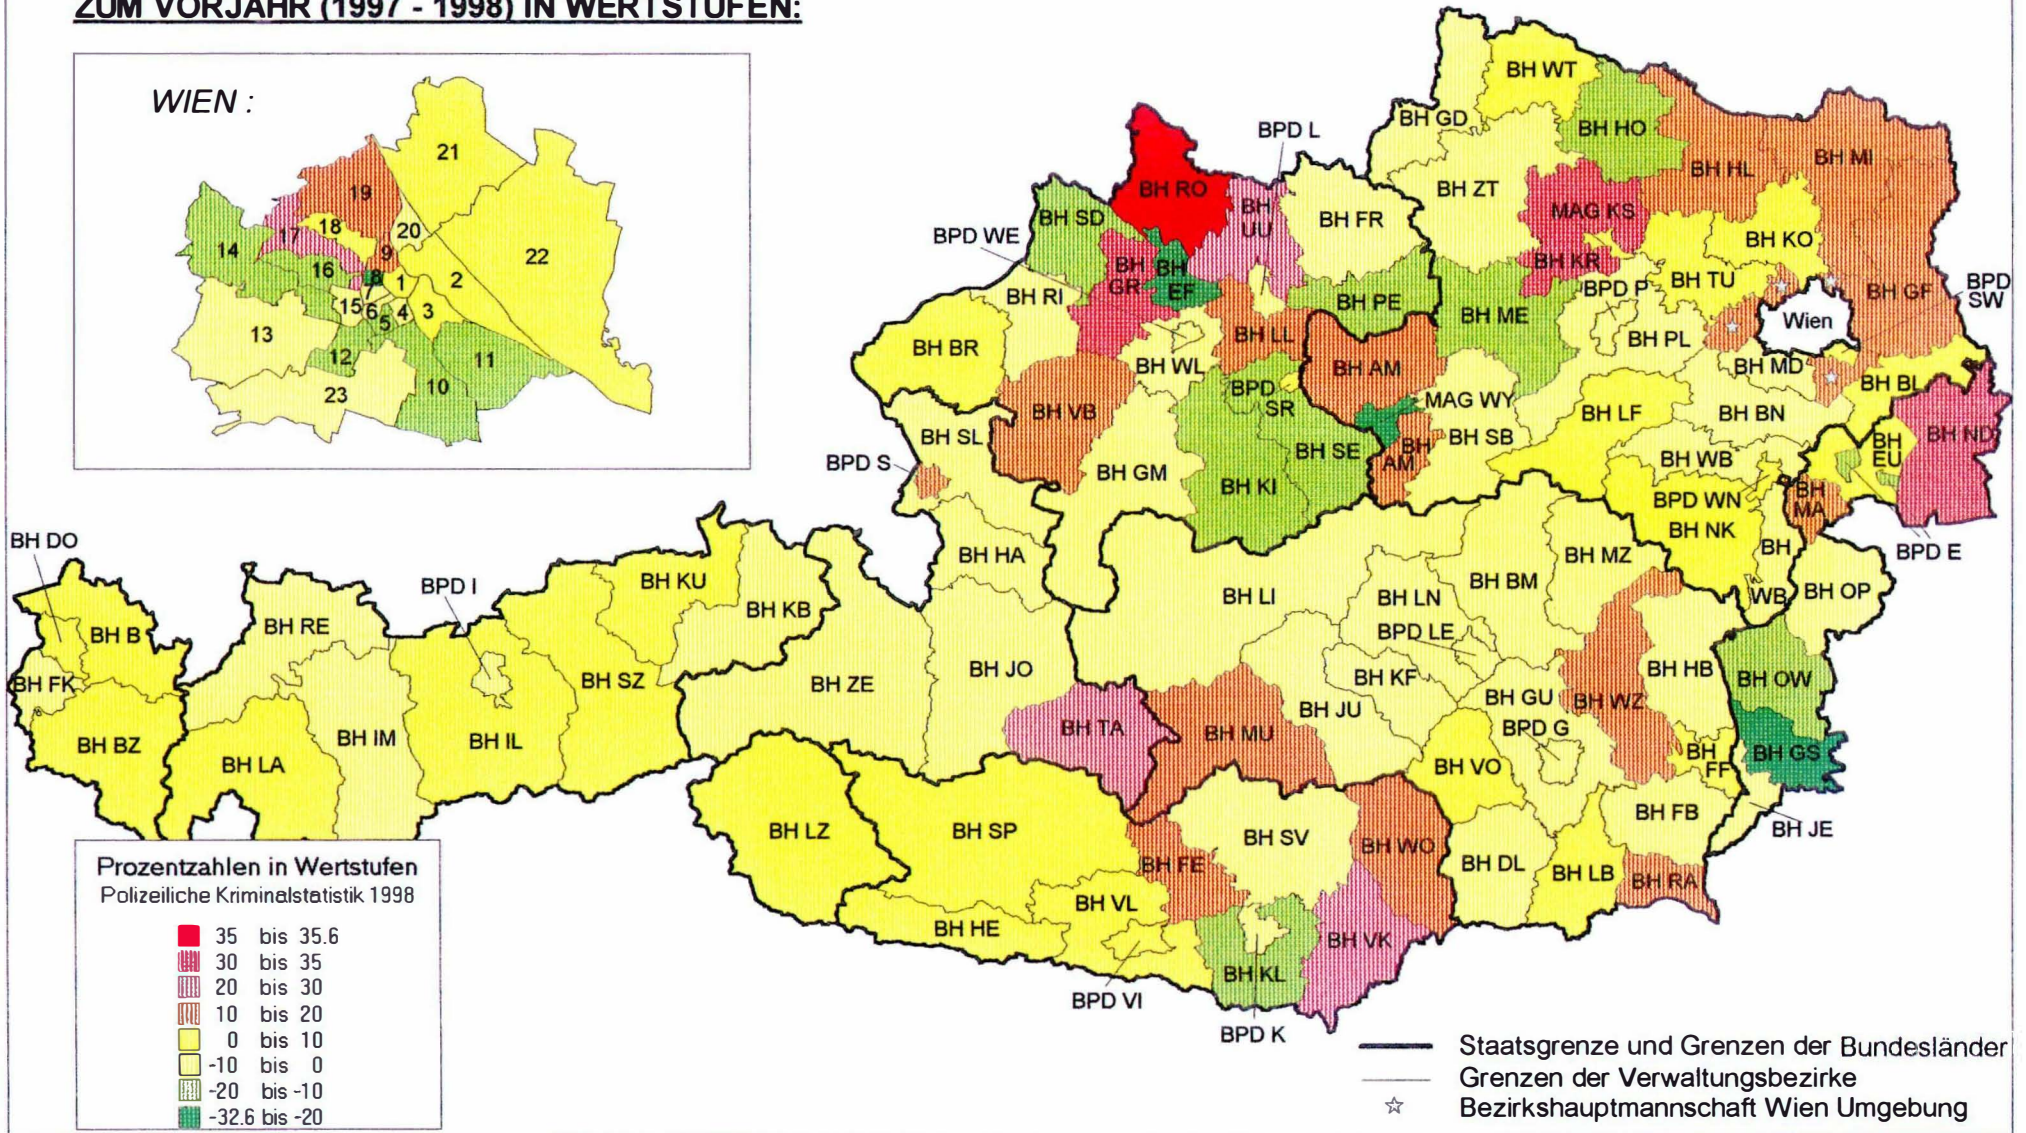 ZUM VORJAHR (1997 - 1998) IN WERTSTUFEN:
WIEN :
21
19
22
20
18
17
14
9
16
8
1
2
7
15
6
4
3
5
13
12
11
10
23
BH WT
BH GD
BH HO
BPD L
BH MI
BH HL
BH RO
BH ZT
BH
UU
MAG KS
BH SD
BH FR
BPD WE
BH KO
BH
GR
BH
EF
BH KR
BH TU
BPD P
BPD
SW
BH GF
BH RI
BH PE
BH ME
Wien
BH LL
BH PL
BH BR
BH WL
BH AM
BH MD
BH BL
BPD
SR
MAG WY
BH VB
BH LF
BH BN
BH SL
BH SB
BH ND
BH
EU
BH SE
BH
AM
BPD S
BH WB
BH GM
BH KI
BPD WN
BH
MA
BH NK
BH DO
BH HA
BH MZ
BH
BPD E
BPD I
BH KU
BH BM
BH KB
BH LI
BH LN
WB
BH OP
BH RE
BH B
BPD LE
BH FK
BH SZ
BH ZE
BH JO
BH KF
BH HB
BH OW
BH GU
BH WZ
BH JU
BH BZ
BH IM
BH IL
BH TA
BH MU
BPD G
BH LA
BH VO
BH
FF
BH GS
BH LZ
BH SP
BH SV
BH WO
BH FB
BH JE
BH FE
BH DL
BH LB
BH RA
BH VL
BH HE
BH VK
BH KL
BPD VI
BPD K
Prozentzahlen in Wertstufen
Polizeiliche Kriminalstatistik 1998
35 bis 35.6
30 bis 35
20 bis 30
10 bis 20
0 bis 10
-10 bis 0
-20 bis -10
-32.6 bis -20
Staatsgrenze und Grenzen der Bundesländer
Grenzen der Verwaltungsbezirke
Bezirkshauptmannschaft Wien Umgebung